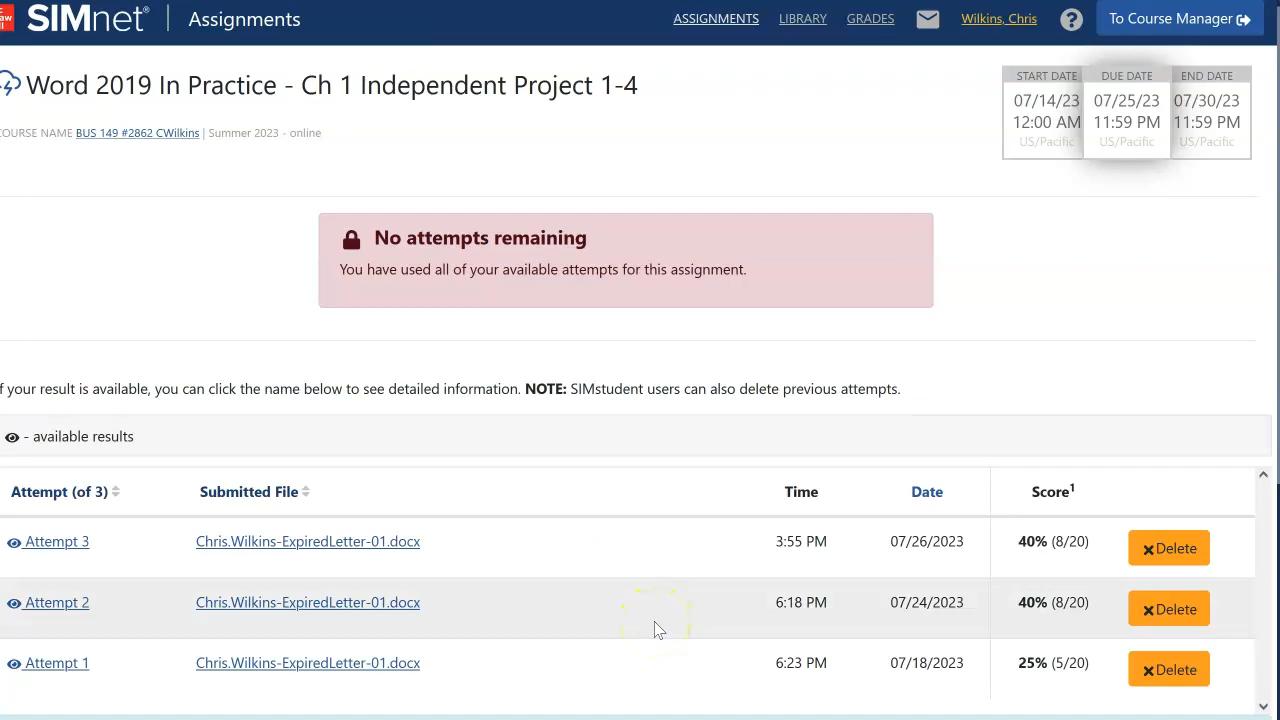 SIMnet® Assignments ASSIGNMENTS LIBRARY GRADES Wilkins, Chris ? To Course Manager
Word 2019 In Practice - Ch 1 Independent Project 1-4
START DATE DUE DATE END DATE
07/14/23 07/25/23 07/30/23
12:00 AM 11:59 PM 11:59 PM
US/Pacific US/Pacific US/Pacific
COURSE NAME BUS 149 #2862 CWilkins | Summer 2023 - online
No attempts remaining
You have used all of your available attempts for this assignment.
f your result is available, you can click the name below to see detailed information. NOTE: SIMstudent users can also delete previous attempts.
- available results
Attempt (of 3) Submitted File Time Date Score1
Attempt 3 Chris.Wilkins-ExpiredLetter-01.docx 3:55 PM 07/26/2023 40% (8/20) Delete
Attempt 2 Chris.Wilkins-ExpiredLetter-01.docx 6:18 PM 07/24/2023 40% (8/20) Delete
Attempt 1 Chris.Wilkins-ExpiredLetter-01.docx 6:23 PM 07/18/2023 25% (5/20) Delete